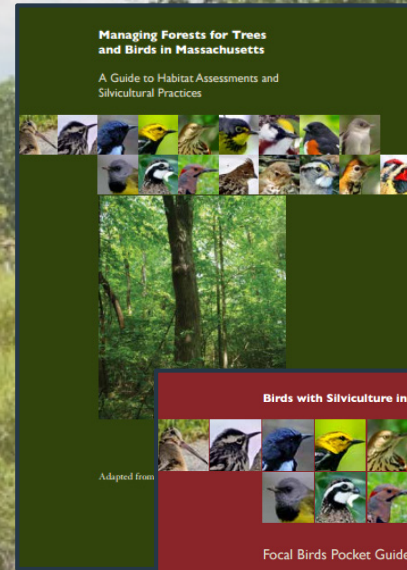 Managing Forests for Trees
and Birds in Massachusetts
A Guide to Habitat Assessments and
Silvicultural Practices
Adapted from
Birds with Silviculture in
Focal Birds Pocket Guide